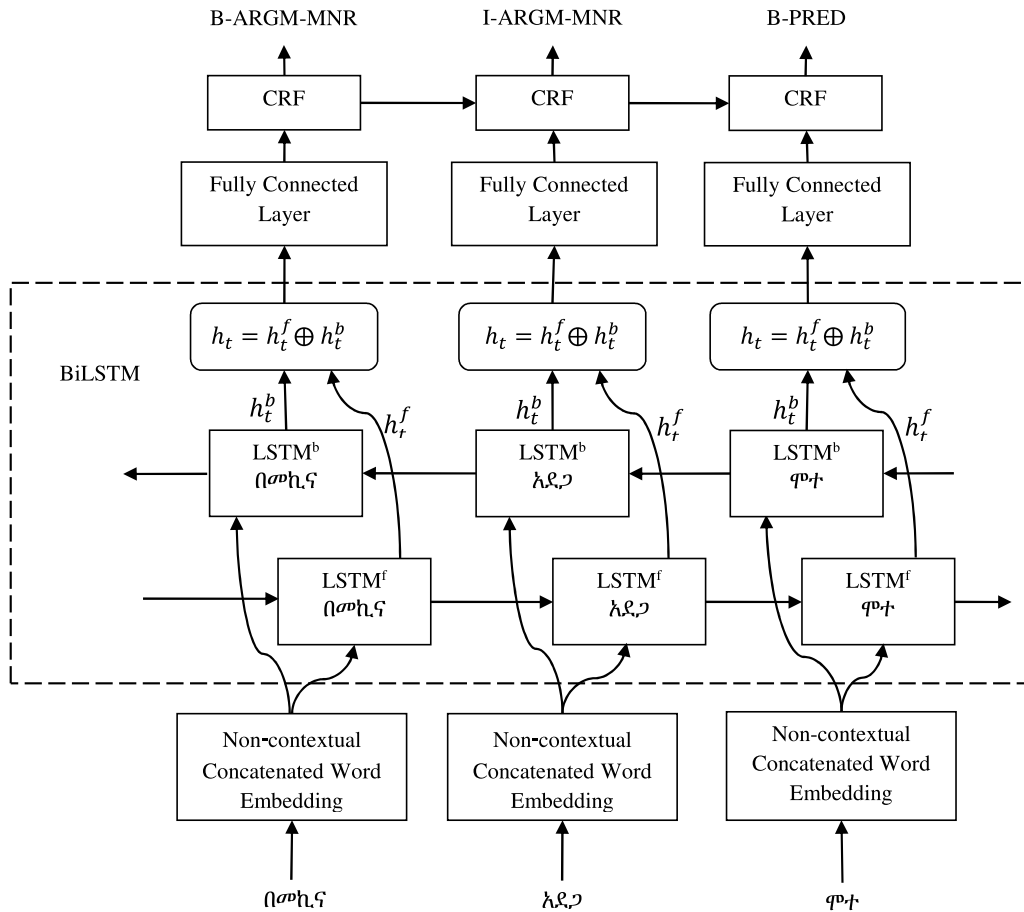 B-ARGM-MNR I-ARGM-MNR B-PRED
CRF CRF CRF
Fully Connected Fully Connected Fully Connected
Layer Layer Layer
h_t = h_t^f ⊕ h_t^b h_t = h_t^f ⊕ h_t^b h_t = h_t^f ⊕ h_t^b
BiLSTM
h_t^b h_t^f h_t^b h_t^f h_t^b h_t^f
LSTM^b LSTM^b LSTM^b
በመኪና አደጋ ሞተ
LSTM^f LSTM^f LSTM^f
በመኪና አደጋ ሞተ
Non-contextual Non-contextual Non-contextual
Concatenated Word Concatenated Word Concatenated Word
Embedding Embedding Embedding
በመኪና አደጋ ሞተ